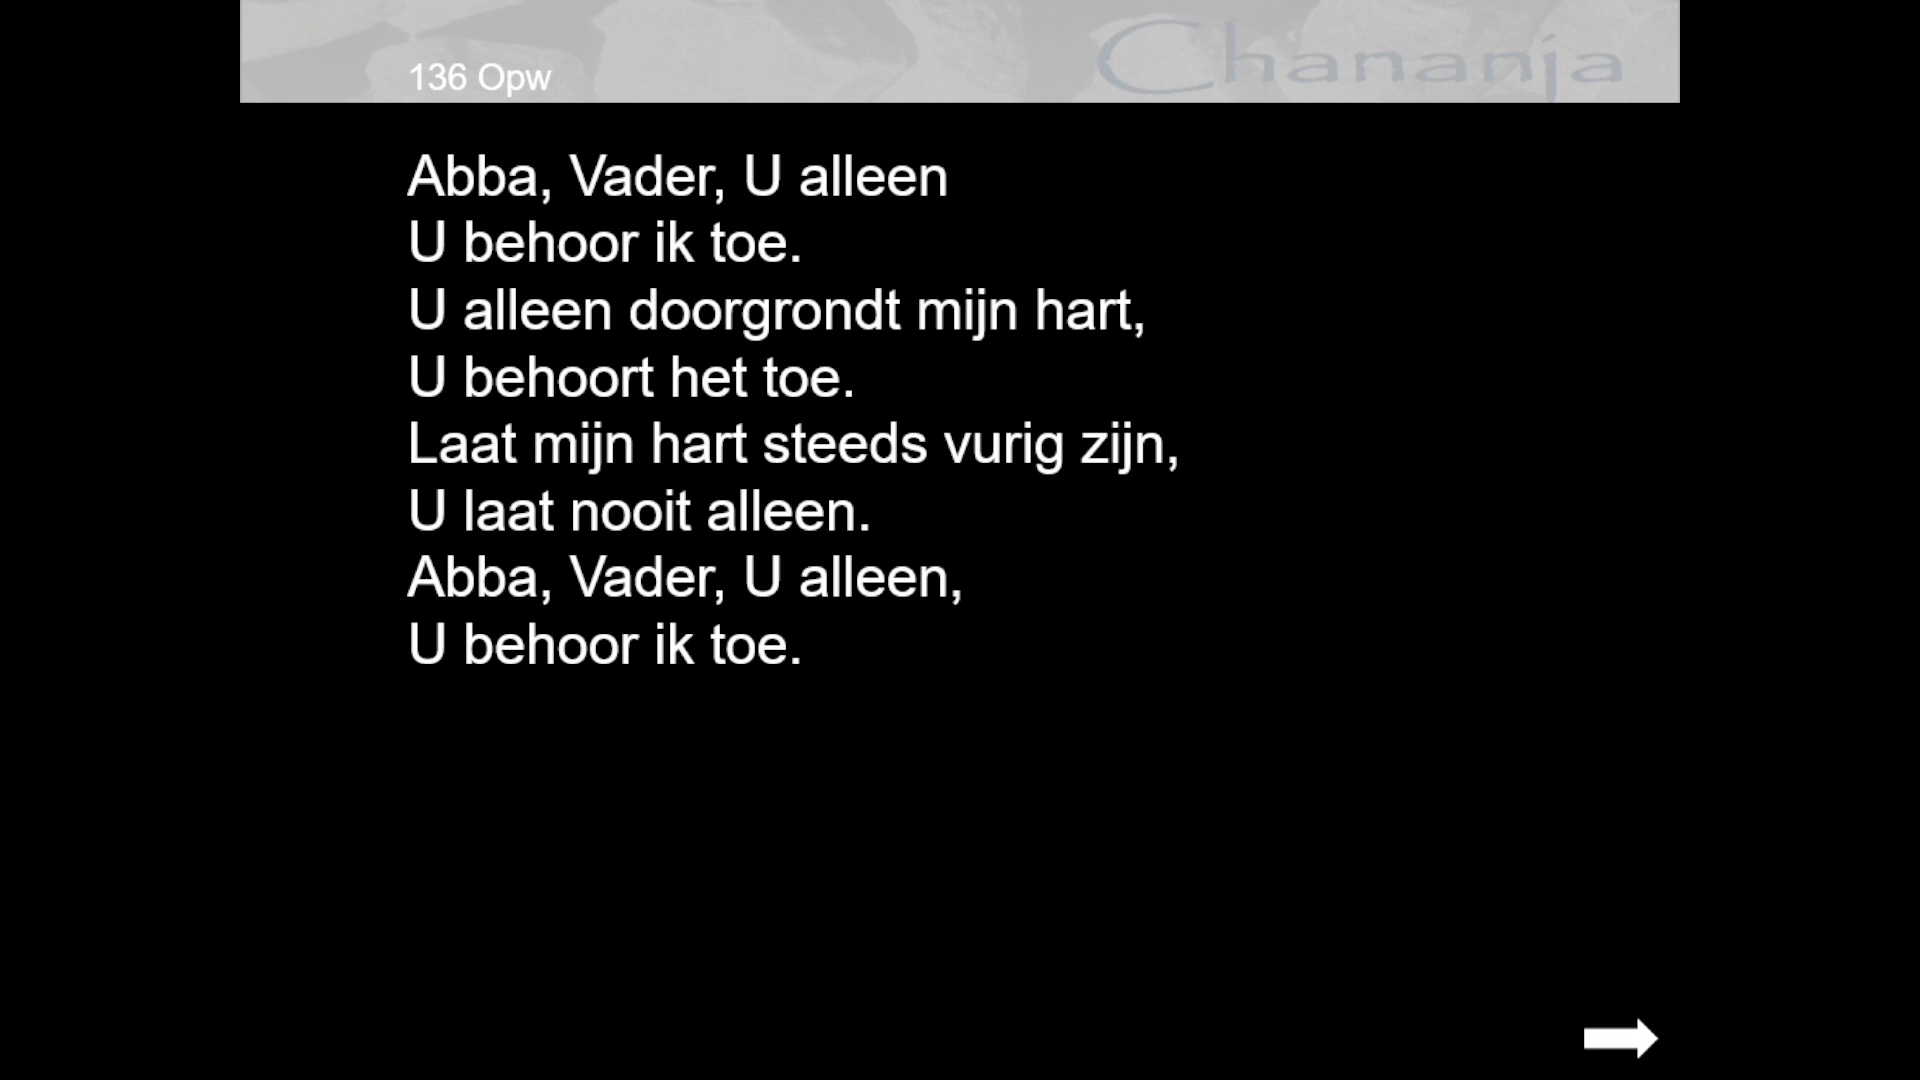 136 Opw
Chananja
Abba, Vader, U alleen
U behoor ik toe.
U alleen doorgrondt mijn hart,
U behoort het toe.
Laat mijn hart steeds vurig zijn,
U laat nooit alleen.
Abba, Vader, U alleen,
U behoor ik toe.